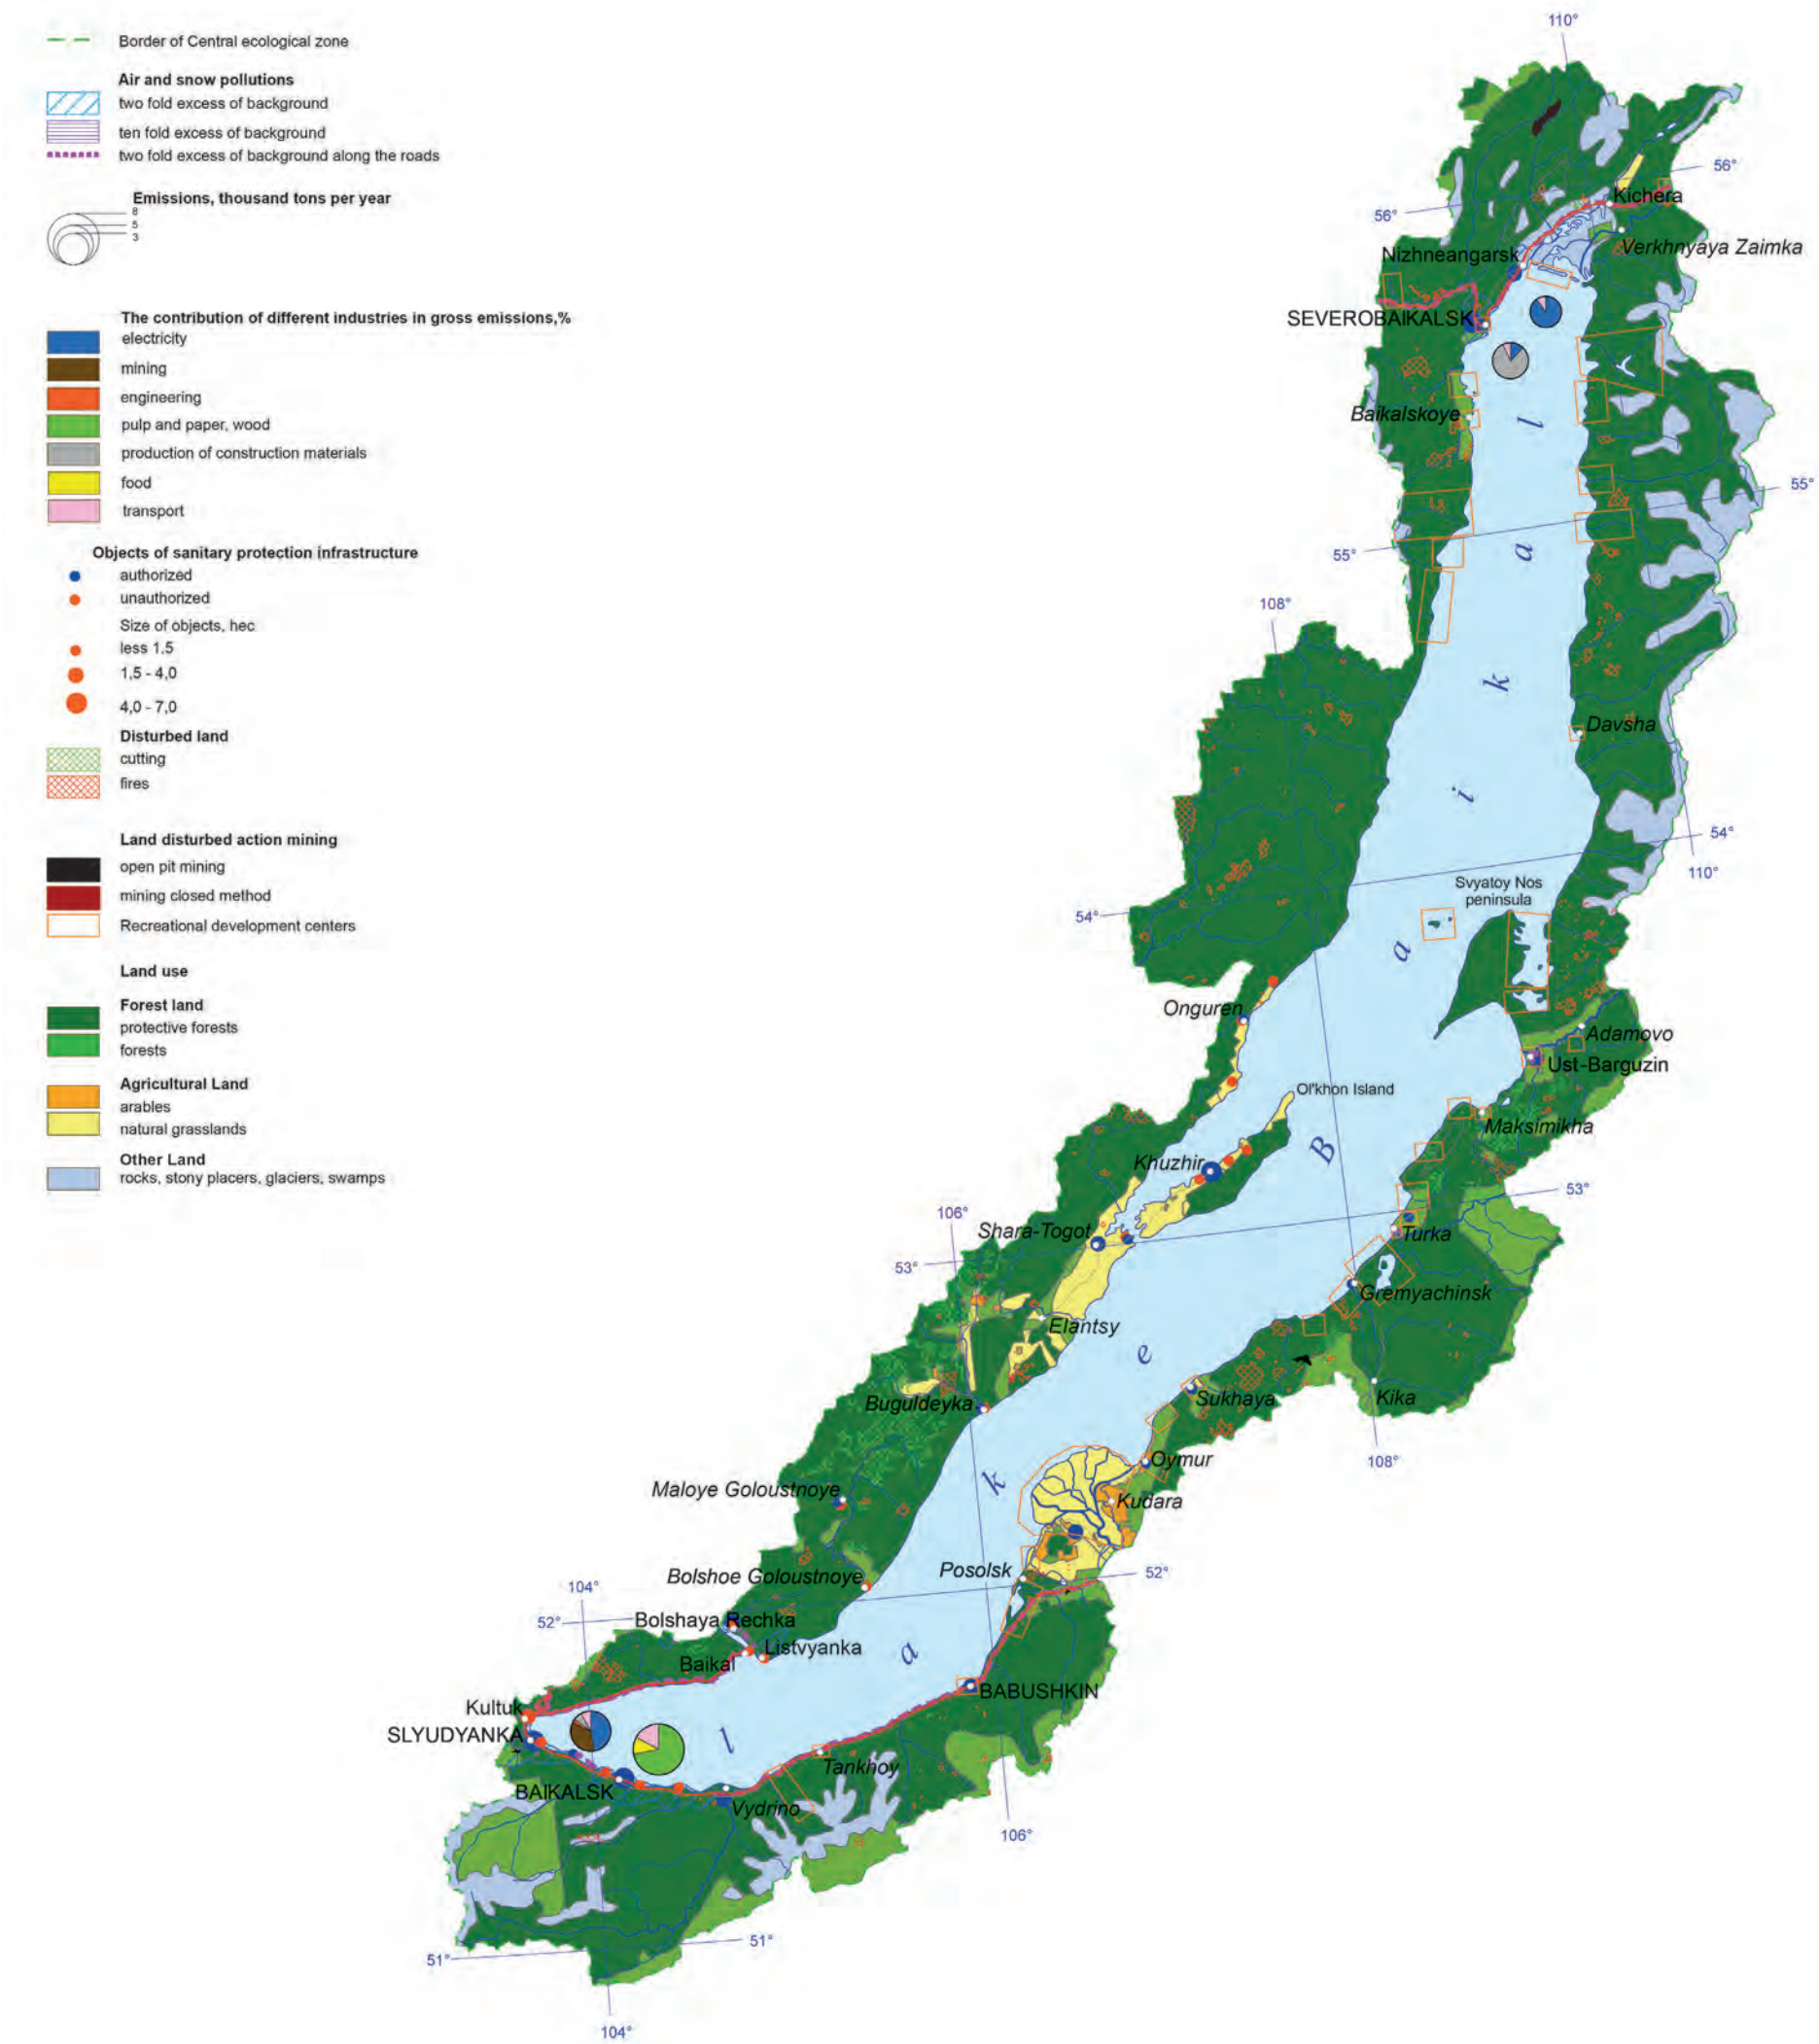 Border of Central ecological zone
Air and snow pollutions
two fold excess of background
ten fold excess of background
two fold excess of background along the roads
Emissions, thousand tons per year
8
5
3
The contribution of different industries in gross emissions,%
electricity
mining
engineering
pulp and paper, wood
production of construction materials
food
transport
Objects of sanitary protection infrastructure
authorized
unauthorized
Size of objects, hec
less 1.5
1,5 - 4,0
4,0 - 7,0
Disturbed land
cutting
fires
Land disturbed action mining
open pit mining
mining closed method
Recreational development centers
Land use
Forest land
protective forests
forests
Agricultural Land
arables
natural grasslands
Other Land
rocks, stony placers, glaciers, swamps
110°
56°
56°
Kichera
Verkhnyaya Zaimka
Nizhneangarsk
SEVEROBAIKALSK
Baikalskoye
55°
55°
108°
Davsha
54°
110°
Svyatoy Nos
peninsula
54°
Onguren
Adamovo
Ust-Barguzin
Ol'khon Island
Maksimikha
Khuzhir
53°
106°
Shara-Togot
Turka
53°
Gremyachinsk
Elantsy
Kika
Sukhaya
Buguldeyka
108°
Oymur
Maloye Goloustnoye
Kudara
Posolsk
52°
Bolshoe Goloustnoye
104°
52°
Bolshaya Rechka
Listvyanka
Baikal
BABUSHKIN
Kultuk
SLYUDYANKA
Tankhoy
BAIKALSK
Vydrino
106°
51°
51°
104°
l a k e B a i k a l